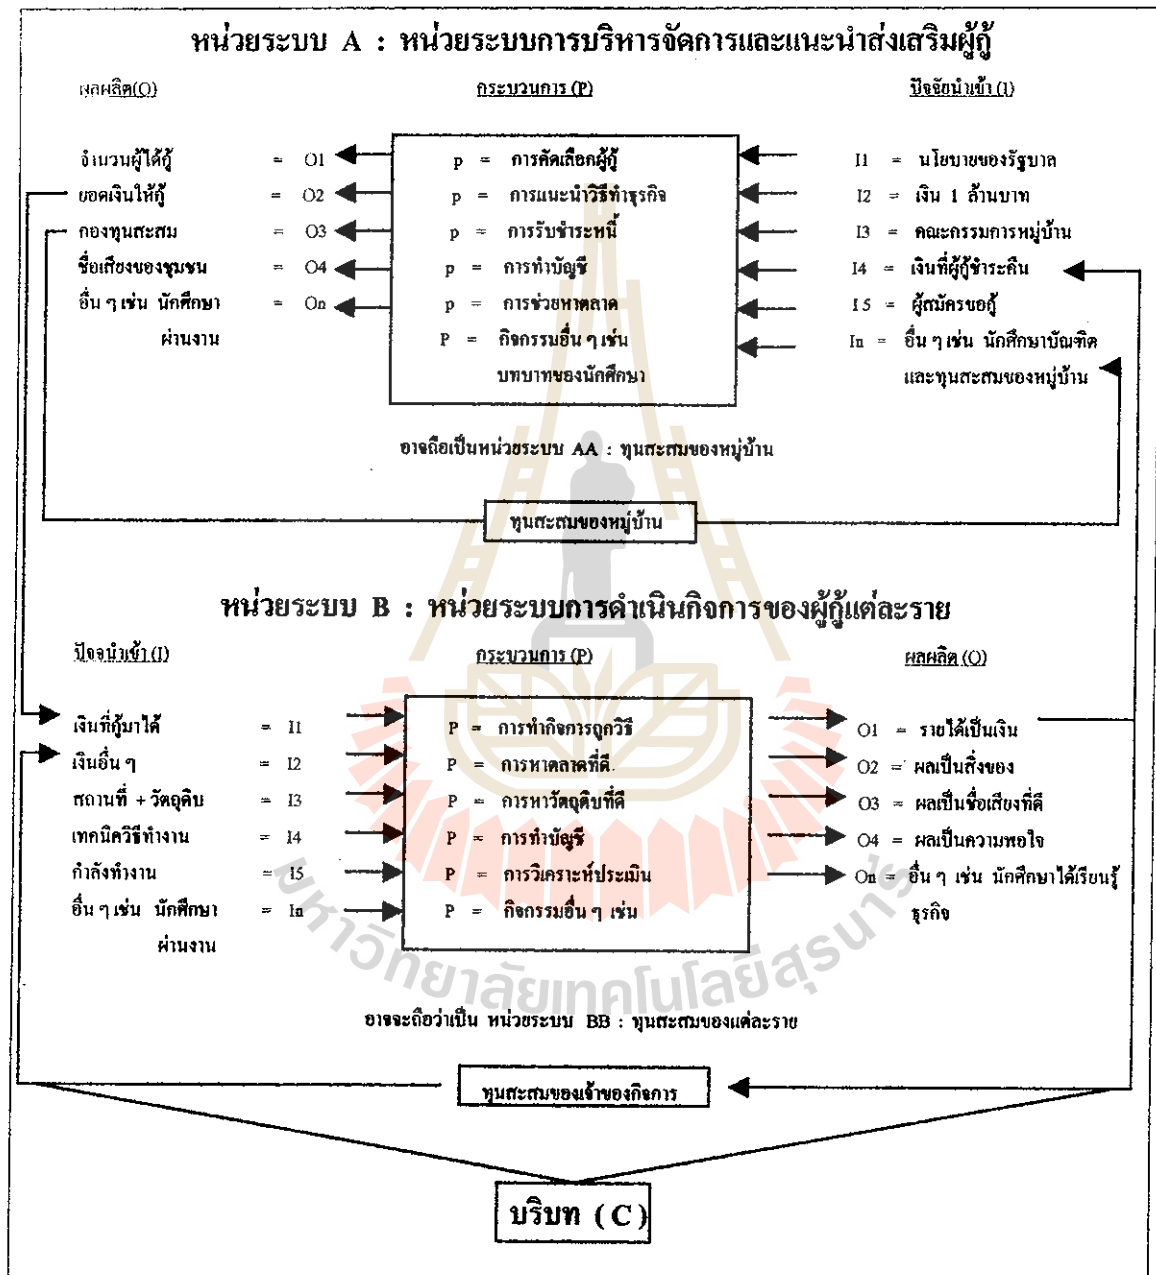 หน่วยระบบ A : หน่วยระบบการบริหารจัดการและแนะนำส่งเสริมผู้กู้
ผลผลิต(O) กระบวนการ (P) ปัจจัยนำเข้า (I)
จำนวนผู้ได้กู้ = O1 p = การคัดเลือกผู้กู้ I1 = นโยบายของรัฐบาล
ยอดเงินให้กู้ = O2 p = การแนะนำวิธีทำธุรกิจ I2 = เงิน 1 ล้านบาท
กองทุนสะสม = O3 p = การรับชำระหนี้ I3 = คณะกรรมการหมู่บ้าน
ชื่อเสียงของชุมชน = O4 p = การทำบัญชี I4 = เงินที่ผู้กู้ชำระคืน
อื่น ๆ เช่น นักศึกษา = On p = การช่วยหาตลาด I5 = ผู้สมัครขอกู้
ผ่านงาน P = กิจกรรมอื่น ๆ เช่น In = อื่น ๆ เช่น นักศึกษาบัณฑิต
บทบาทของนักศึกษา และทุนสะสมของหมู่บ้าน
อาจถือเป็นหน่วยระบบ AA : ทุนสะสมของหมู่บ้าน
ทุนสะสมของหมู่บ้าน
หน่วยระบบ B : หน่วยระบบการดำเนินกิจการของผู้กู้แต่ละราย
ปัจจนำเข้า (I) กระบวนการ (P) ผลผลิต (O)
เงินที่กู้มาได้ = I1 P = การทำกิจการถูกวิธี O1 = รายได้เป็นเงิน
เงินอื่น ๆ = I2 P = การหาตลาดที่ดี O2 = ผลเป็นสิ่งของ
สถานที่ + วัตถุดิบ = I3 P = การหาวัตถุดิบที่ดี O3 = ผลเป็นชื่อเสียงที่ดี
เทคนิควิธีทำงาน = I4 P = การทำบัญชี O4 = ผลเป็นความพอใจ
กำลังทำงาน = I5 P = การวิเคราะห์ประเมิน On = อื่น ๆ เช่น นักศึกษาได้เรียนรู้
อื่น ๆ เช่น นักศึกษา = In P = กิจกรรมอื่น ๆ เช่น ธุรกิจ
ผ่านงาน
มหาวิทยาลัยเทคโนโลยีสุรนารี
อาจจะถือว่าเป็น หน่วยระบบ BB : ทุนสะสมของแต่ละราย
ทุนสะสมของเจ้าของกิจการ
บริบท (C)